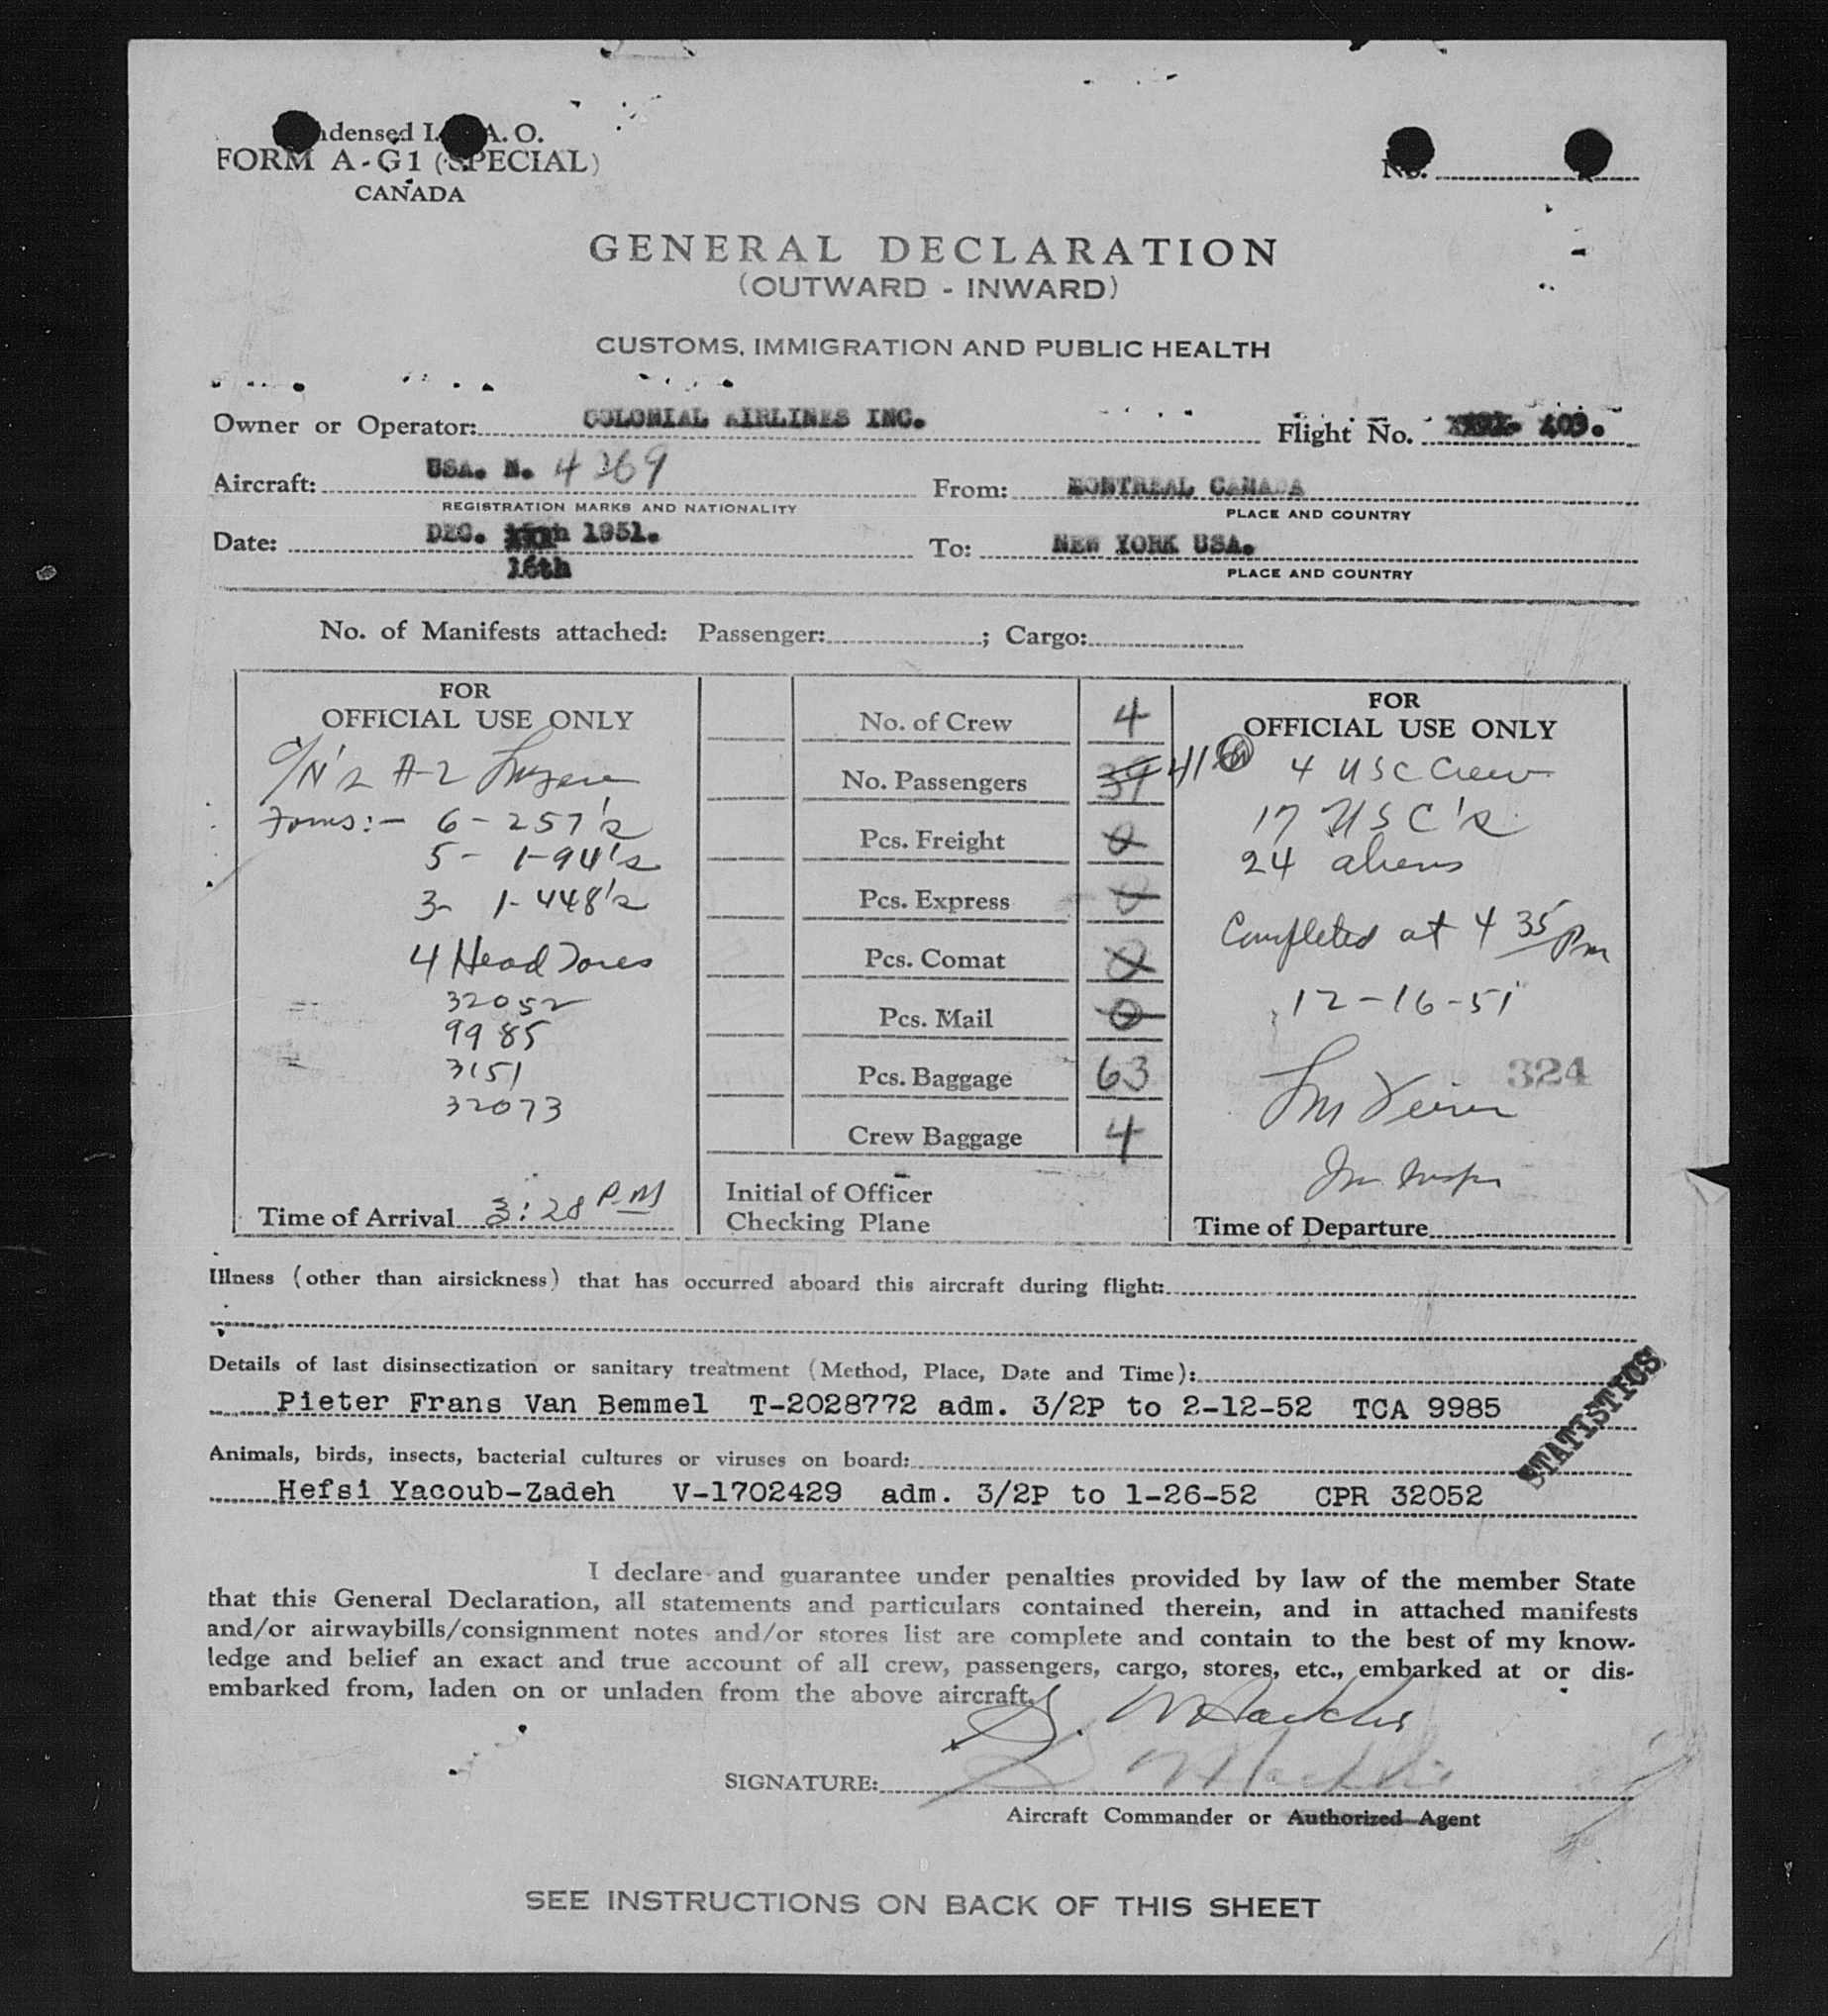 Condensed I.C.A.O.
FORM A-G1 (SPECIAL)
CANADA
No.
GENERAL DECLARATION
(OUTWARD - INWARD)
CUSTOMS, IMMIGRATION AND PUBLIC HEALTH
Owner or Operator: COLONIAL AIRLINES INC. Flight No. 409.
Aircraft: USA. N. 4269 From: MONTREAL CANADA
REGISTRATION MARKS AND NATIONALITY PLACE AND COUNTRY
Date: DEC. 1951. To: NEW YORK USA.
16th PLACE AND COUNTRY
No. of Manifests attached: Passenger: ; Cargo:
FOR
OFFICIAL USE ONLY
A-2
Forms:- 6-257's
5- 1-94's
3- 1-448's
4 Head
32052
9985
3151
32073
Time of Arrival 3:28 PM
No. of Crew 4
No. Passengers 39 41
Pcs. Freight 0
Pcs. Express 0
Pcs. Comat 0
Pcs. Mail 0
Pcs. Baggage 63
Crew Baggage 4
Initial of Officer
Checking Plane
FOR
OFFICIAL USE ONLY
4 USC Crew
17 USC's
24 aliens
Completed at 4 35 Pm
12-16-51
324
Time of Departure
Illness (other than airsickness) that has occurred aboard this aircraft during flight:
Details of last disinsectization or sanitary treatment (Method, Place, Date and Time):
Pieter Frans Van Bemmel T-2028772 adm. 3/2P to 2-12-52 TCA 9985
STATISTICS
Animals, birds, insects, bacterial cultures or viruses on board:
Hefsi Yacoub-Zadeh V-1702429 adm. 3/2P to 1-26-52 CPR 32052
I declare and guarantee under penalties provided by law of the member State
that this General Declaration, all statements and particulars contained therein, and in attached manifests
and/or airwaybills/consignment notes and/or stores list are complete and contain to the best of my know-
ledge and belief an exact and true account of all crew, passengers, cargo, stores, etc., embarked at or dis-
embarked from, laden on or unladen from the above aircraft.
SIGNATURE:
Aircraft Commander or Authorized Agent
SEE INSTRUCTIONS ON BACK OF THIS SHEET